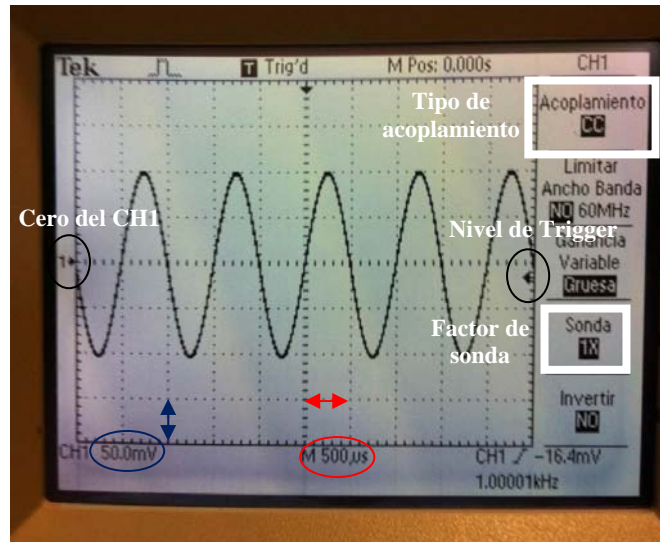 Tek
T Trig'd
M Pos: 0.000s
CH1
Tipo de
acoplamiento
Acoplamiento
CC
Limitar
Ancho Banda
NO 60MHz
Cero del CH1
Nivel de Trigger
Ganancia
Variable
Gruesa
1
Factor de
sonda
Sonda
1X
Invertir
NO
CH1 50.0mV
M 500µs
CH1 -16.4mV
1.00001kHz